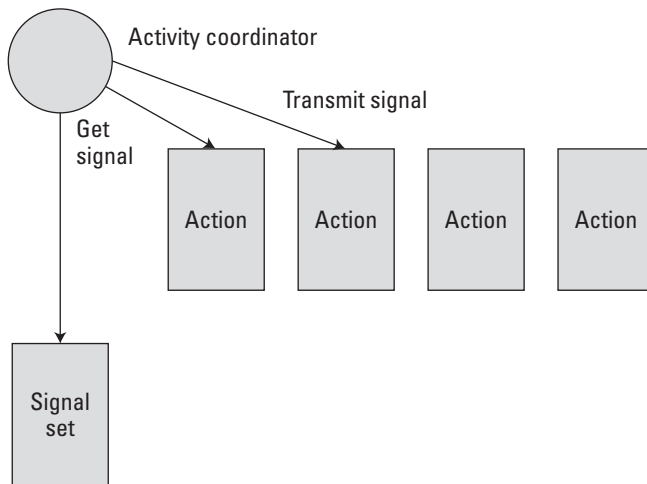 Activity coordinator
Transmit signal
Get
signal
Action
Action
Action
Action
Signal
set